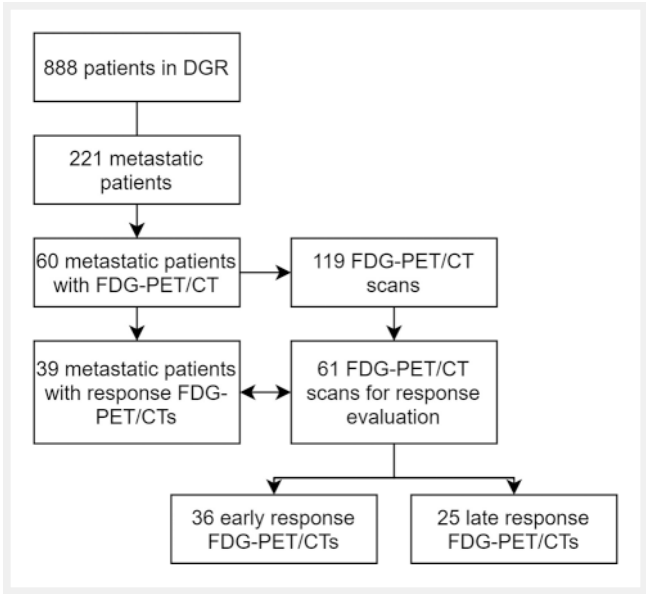 888 patients in DGR
221 metastatic
patients
60 metastatic patients
with FDG-PET/CT
119 FDG-PET/CT
scans
39 metastatic patients
with response FDG-
PET/CTs
61 FDG-PET/CT
scans for response
evaluation
36 early response
FDG-PET/CTs
25 late response
FDG-PET/CTs